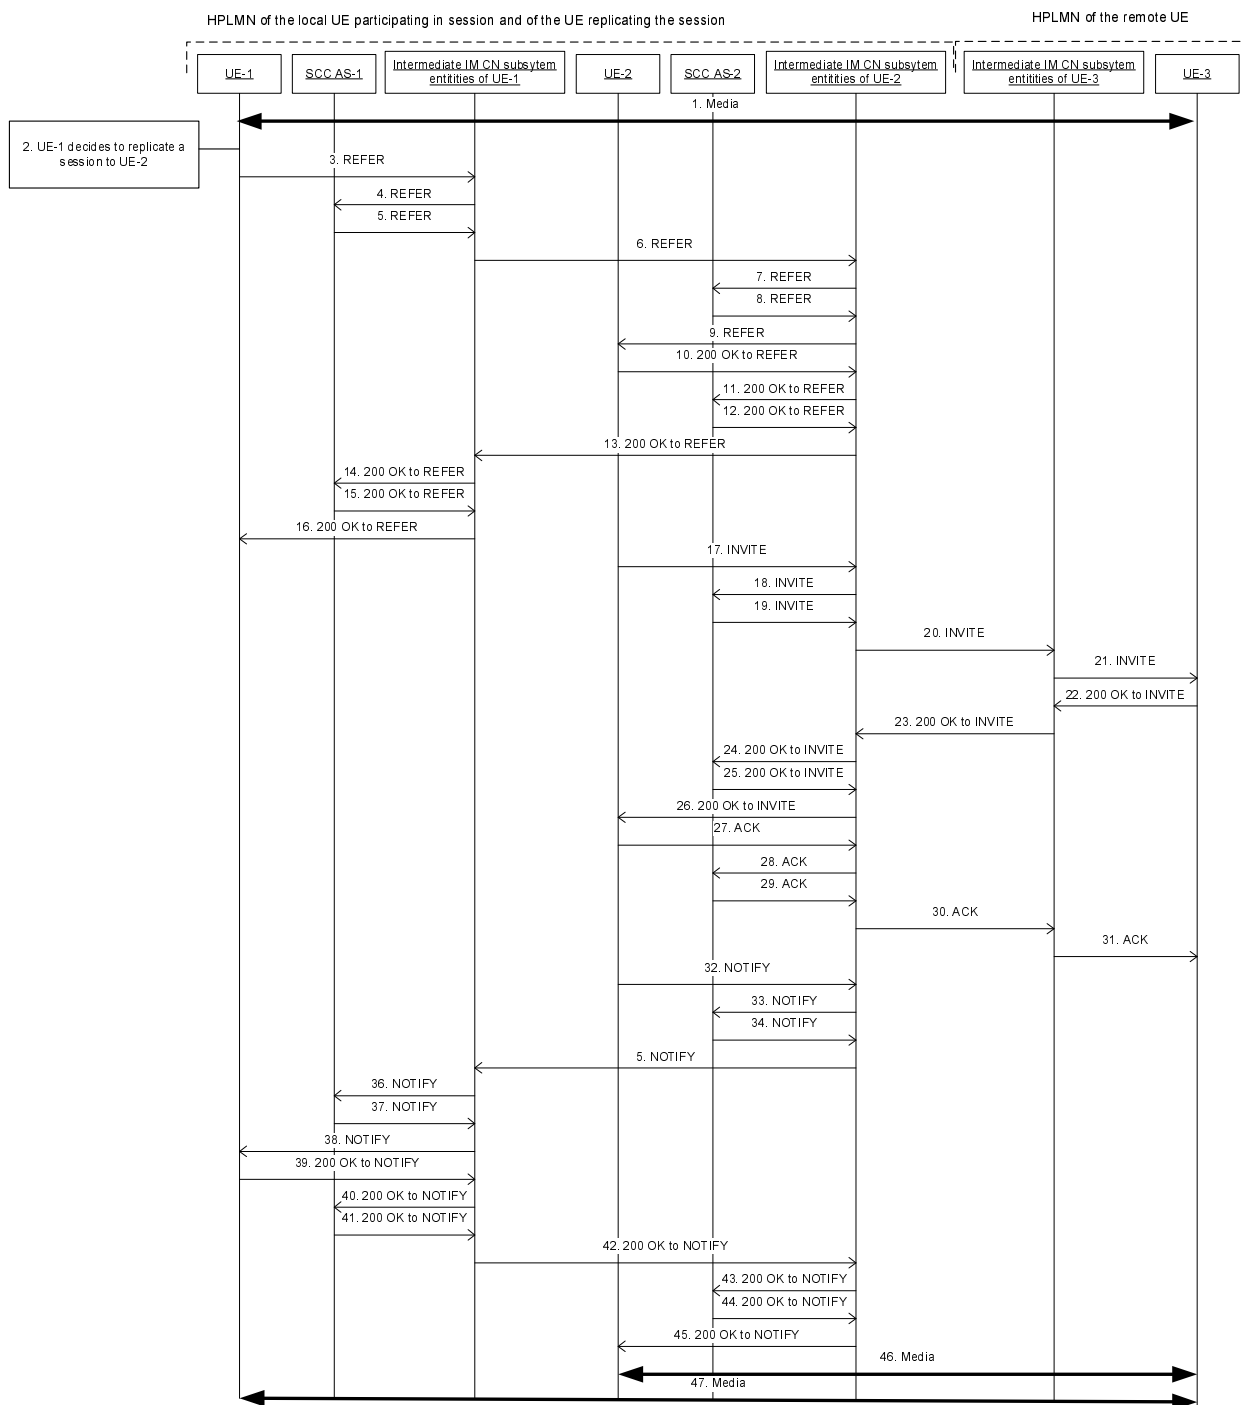 HPLMN of the local UE participating in session and of the UE replicating the session
HPLMN of the remote UE
UE-1
SCC AS-1
Intermediate IM CN subsytem
entitities of UE-1
UE-2
SCC AS-2
Intermediate IM CN subsytem
entitities of UE-2
Intermediate IM CN subsytem
entitities of UE-3
UE-3
1. Media
2. UE-1 decides to replicate a
session to UE-2
3. REFER
4. REFER
5. REFER
6. REFER
7. REFER
8. REFER
9. REFER
10. 200 OK to REFER
11. 200 OK to REFER
12. 200 OK to REFER
13. 200 OK to REFER
14. 200 OK to REFER
15. 200 OK to REFER
16. 200 OK to REFER
17. INVITE
18. INVITE
19. INVITE
20. INVITE
21. INVITE
22. 200 OK to INVITE
23. 200 OK to INVITE
24. 200 OK to INVITE
25. 200 OK to INVITE
26. 200 OK to INVITE
27. ACK
28. ACK
29. ACK
30. ACK
31. ACK
32. NOTIFY
33. NOTIFY
34. NOTIFY
5. NOTIFY
36. NOTIFY
37. NOTIFY
38. NOTIFY
39. 200 OK to NOTIFY
40. 200 OK to NOTIFY
41. 200 OK to NOTIFY
42. 200 OK to NOTIFY
43. 200 OK to NOTIFY
44. 200 OK to NOTIFY
45. 200 OK to NOTIFY
46. Media
47. Media